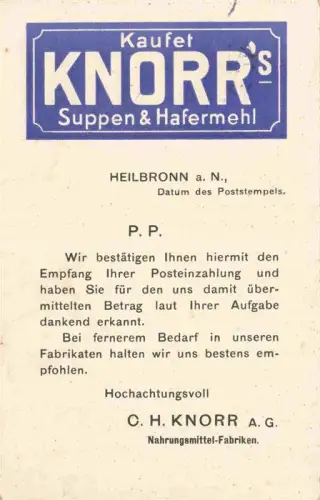 Kaufet
KNORR's
Suppen & Hafermehl
HEILBRONN a. N.,
Datum des Poststempels.
P. P.
Wir bestätigen Ihnen hiermit den
Empfang Ihrer Posteinzahlung und
haben Sie für den uns damit über-
mittelten Betrag laut Ihrer Aufgabe
dankend erkannt.
Bei fernerem Bedarf in unseren
Fabrikaten halten wir uns bestens em-
pfohlen.
Hochachtungsvoll
C. H. KNORR A. G.
Nahrungsmittel-Fabriken.